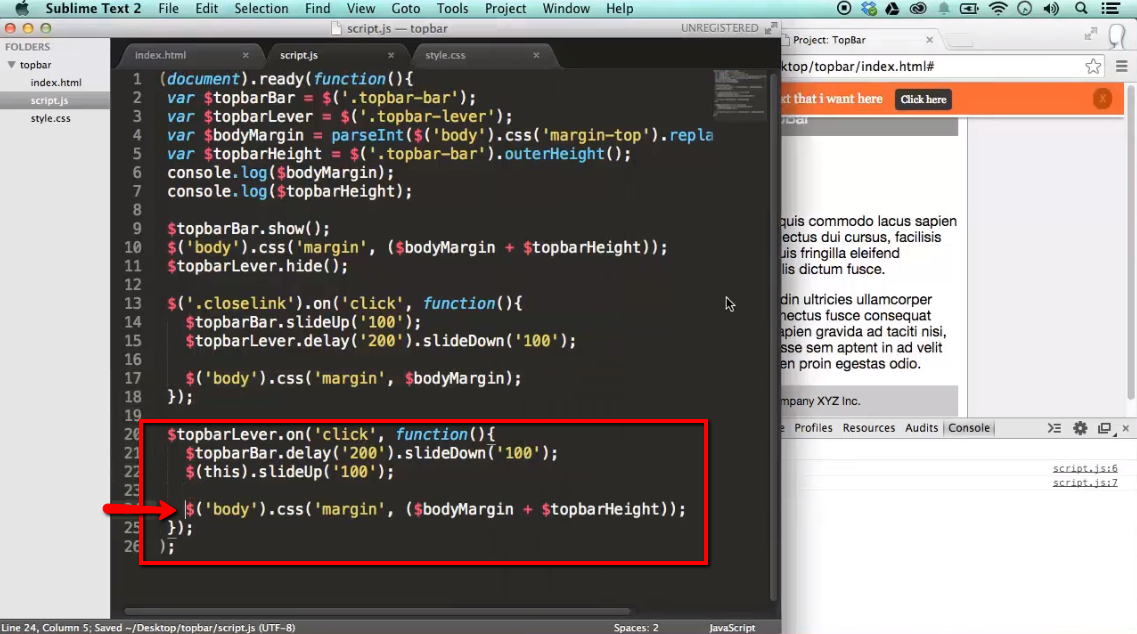 Sublime Text 2 File Edit Selection Find View Goto Tools Project Window Help
script.js — topbar
UNREGISTERED
FOLDERS
topbar
index.html
script.js
style.css
index.html × script.js × style.css ×
1 (document).ready(function(){
2 var $topbarBar = $('.topbar-bar');
3 var $topbarLever = $('.topbar-lever');
4 var $bodyMargin = parseInt($('body').css('margin-top').repla
5 var $topbarHeight = $('.topbar-bar').outerHeight();
6 console.log($bodyMargin);
7 console.log($topbarHeight);
8
9 $topbarBar.show();
10 $('body').css('margin', ($bodyMargin + $topbarHeight));
11 $topbarLever.hide();
12
13 $('.closelink').on('click', function(){
14 $topbarBar.slideUp('100');
15 $topbarLever.delay('200').slideDown('100');
16
17 $('body').css('margin', $bodyMargin);
18 });
19
20 $topbarLever.on('click', function(){
21 $topbarBar.delay('200').slideDown('100');
22 $(this).slideUp('100');
23
$('body').css('margin', ($bodyMargin + $topbarHeight));
25 });
26 );
Line 24, Column 5; Saved ~/Desktop/topbar/script.js (UTF-8)
Spaces: 2
JavaScript
Project: TopBar ×
ktop/topbar/index.html#
xt that i want here
Click here
X
TopBar
quis commodo lacus sapien
ectus dui cursus, facilisis
uis fringilla eleifend
lis dictum fusce.
din ultricies ullamcorper
nectus fusce consequat
apien gravida ad taciti nisi,
sse sem aptent in ad velit
en proin egestas odio.
ompany XYZ Inc.
Profiles Resources Audits Console
script.js:6
script.js:7